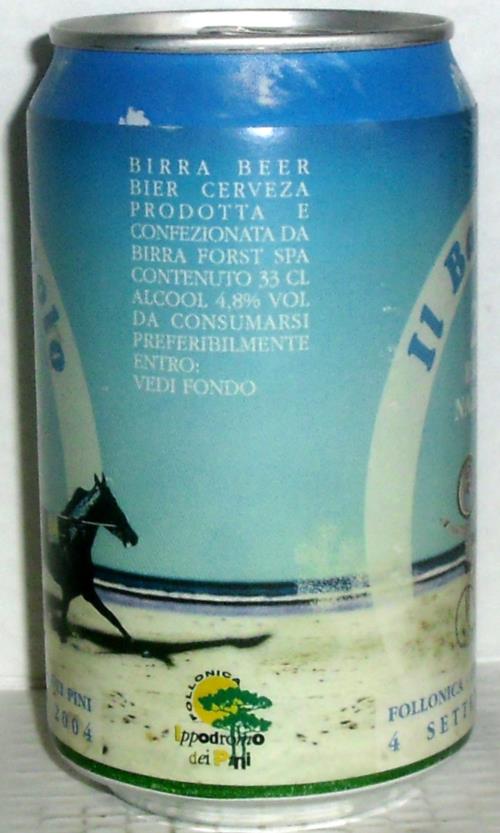 BIRRA BEER
BIER CERVEZA
PRODOTTA E
CONFEZIONATA DA
BIRRA FORST SPA
CONTENUTO 33 CL
ALCOOL 4,8% VOL
DA CONSUMARSI
PREFERIBILMENTE
ENTRO:
VEDI FONDO
Il
PINI
2004
FOLLONICA
Ippodromo
dei Pini
FOLLONICA
4 SETT